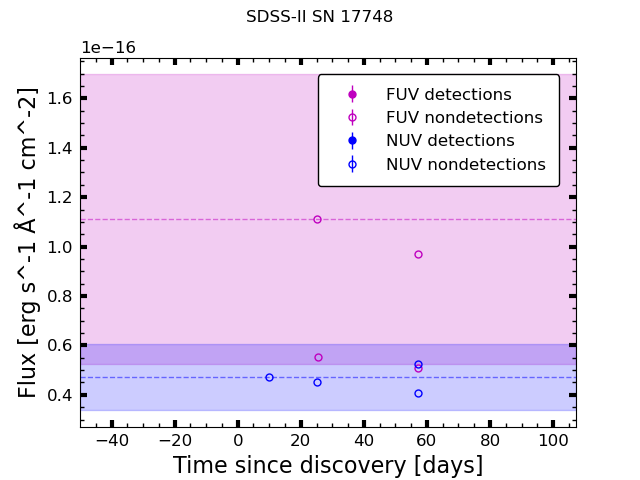 SDSS-II SN 17748
1e−16
FUV detections
FUV nondetections
NUV detections
NUV nondetections
1.6
1.4
1.2
1.0
0.8
0.6
0.4
Flux [erg s^-1 Å^-1 cm^-2]
−40 −20 0 20 40 60 80 100
Time since discovery [days]